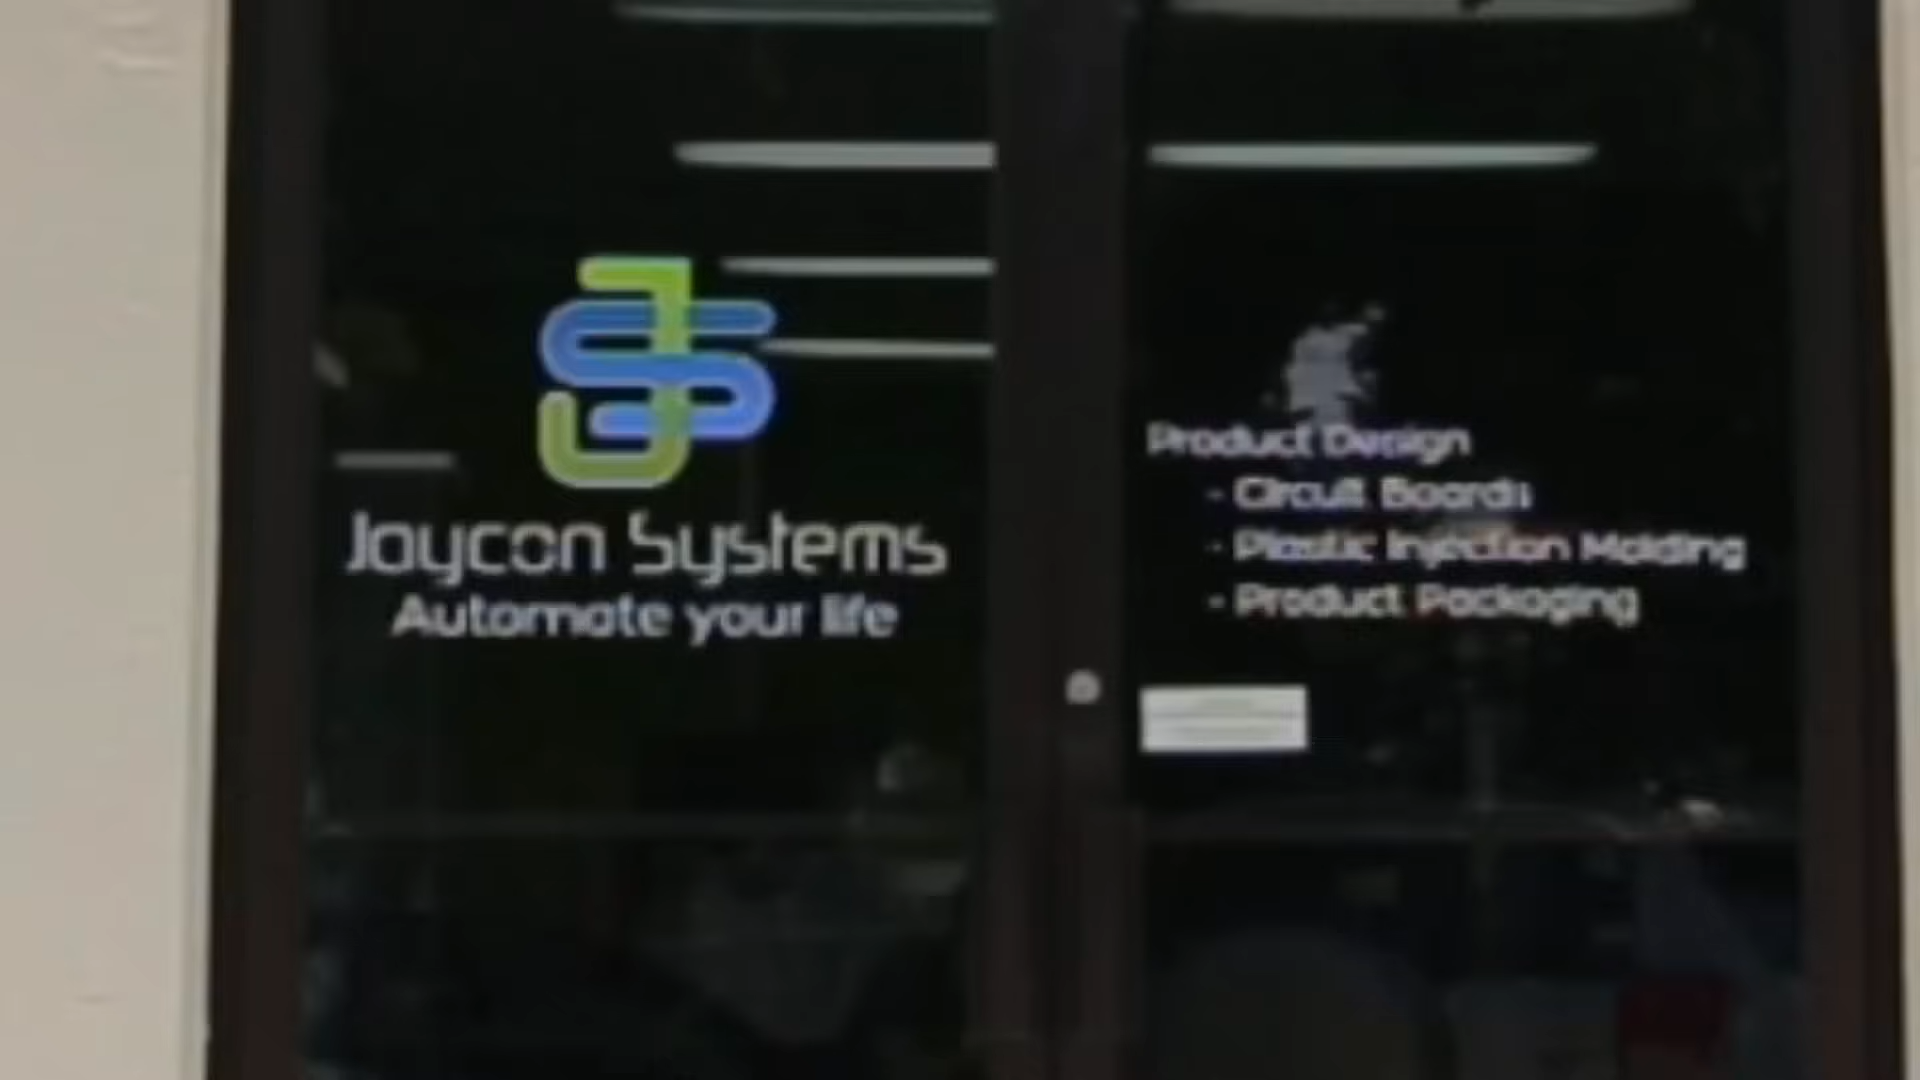 Jaycon Systems
Automate your life
Product Design
- Circuit Boards
- Plastic Injection Molding
- Product Packaging